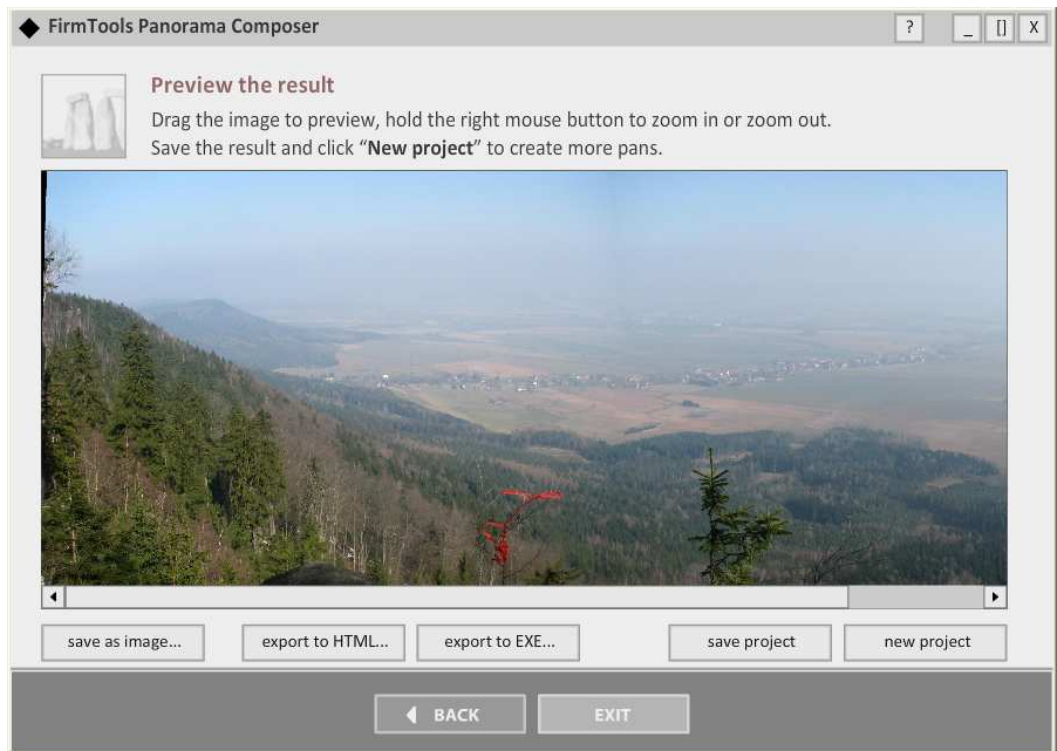 FirmTools Panorama Composer
? _ [] X
Preview the result
Drag the image to preview, hold the right mouse button to zoom in or zoom out.
Save the result and click “New project” to create more pans.
save as image...
export to HTML...
export to EXE...
save project
new project
BACK
EXIT